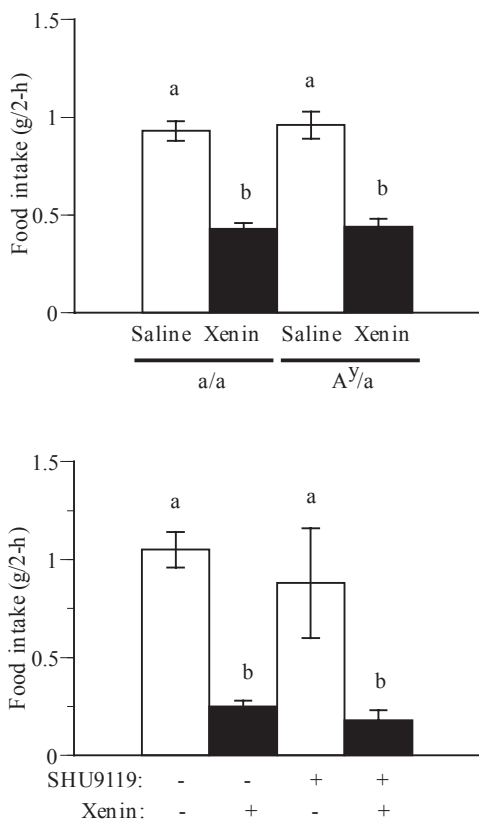 1.5
a
a
1
b
b
0.5
0
Food intake (g/2-h)
Saline Xenin Saline Xenin
a/a Aʸ/a
1.5
a
a
1
0.5
b
b
0
Food intake (g/2-h)
SHU9119: - - + +
Xenin: - + - +